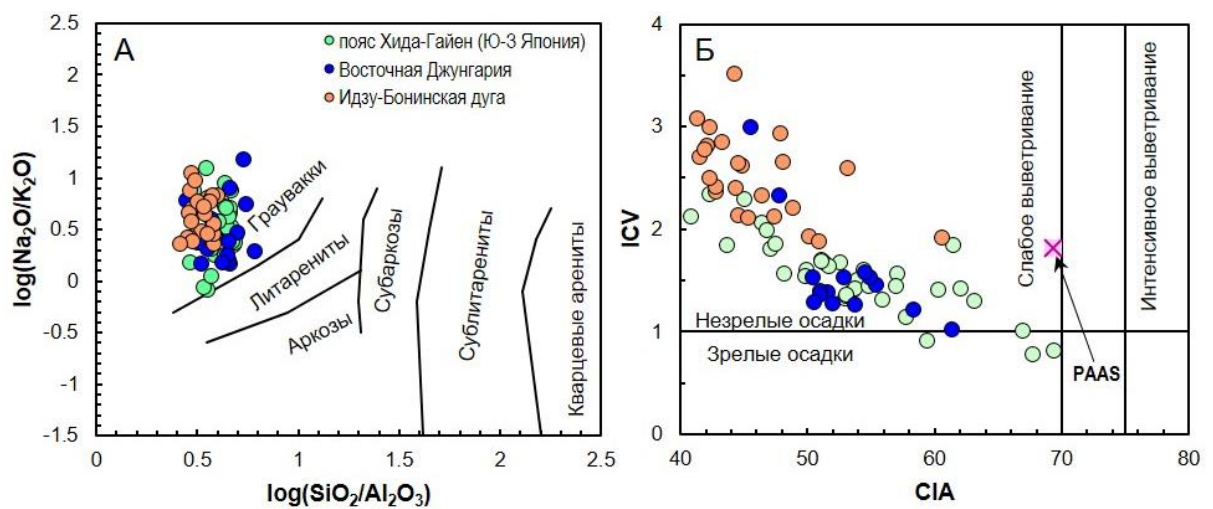 А
пояс Хида-Гайен (Ю-З Япония)
Восточная Джунгария
Идзу-Бонинская дуга
2.5
2
1.5
1
0.5
0
-0.5
-1
-1.5
log(Na2O/K2O)
Граувакки
Литарениты
Аркозы
Субаркозы
Сублитарениты
Кварцевые арениты
0
0.5
1
1.5
2
2.5
log(SiO2/Al2O3)
Б
4
3
2
1
0
ICV
Слабое выветривание
Интенсивное выветривание
Незрелые осадки
Зрелые осадки
PAAS
40
50
60
70
80
CIA